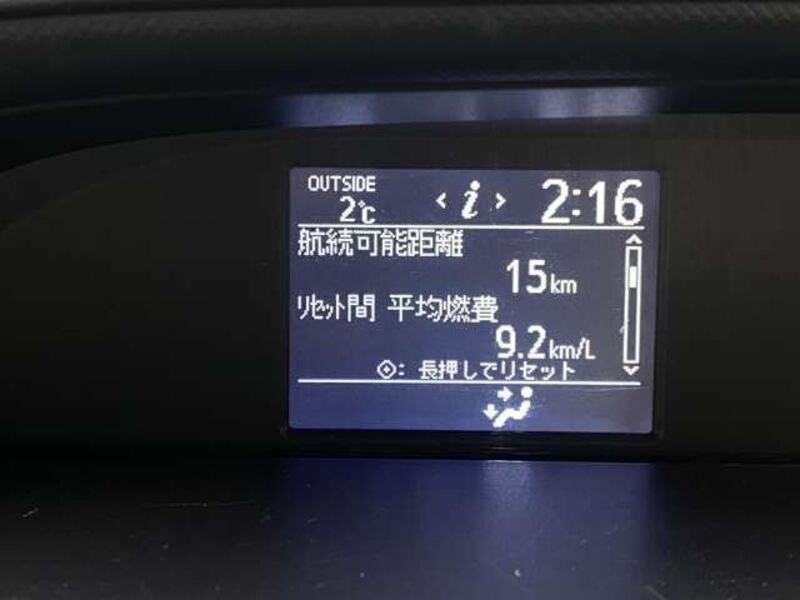 OUTSIDE
2℃
< i > 2:16
航続可能距離
15km
リセット間 平均燃費
9.2km/L
: 長押しでリセット